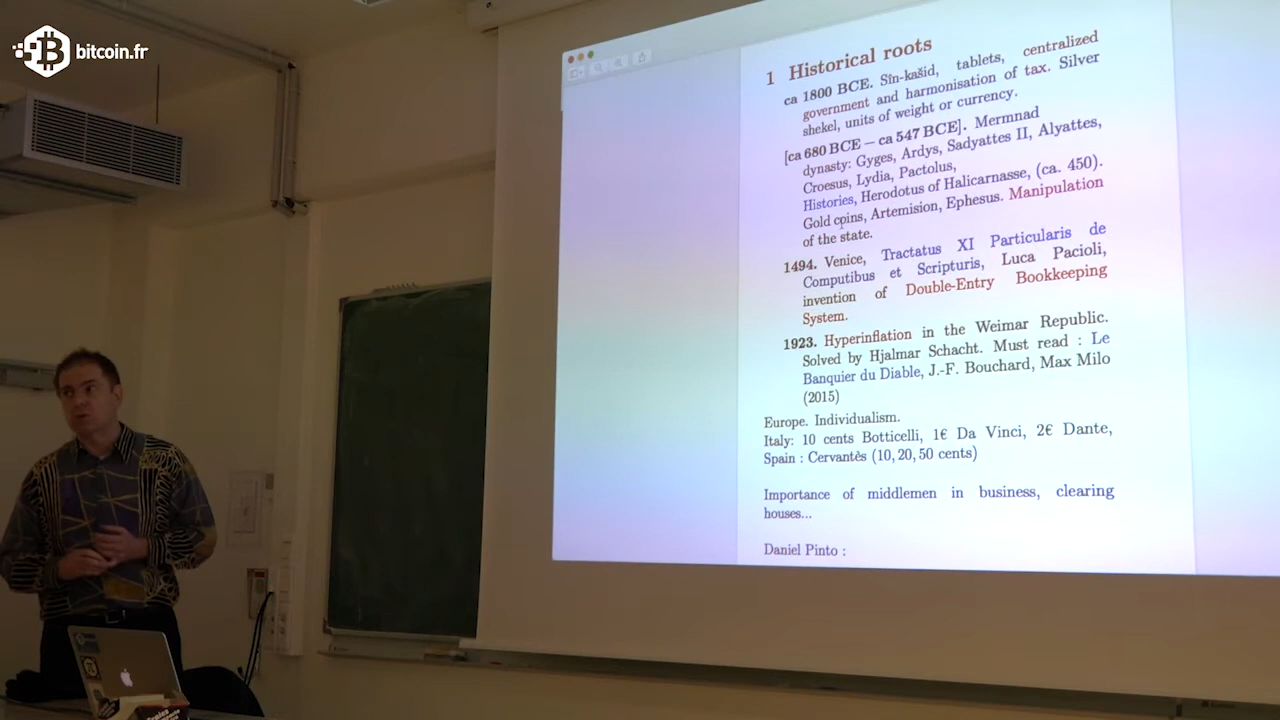 bitcoin.fr
1 Historical roots
ca 1800 BCE. Sîn-kašid, tablets, centralized
government and harmonisation of tax. Silver
shekel, units of weight or currency.
[ca 680 BCE – ca 547 BCE]. Mermnad
dynasty: Gyges, Ardys, Sadyattes II, Alyattes,
Croesus, Lydia, Pactolus,
Histories, Herodotus of Halicarnasse, (ca. 450).
Gold coins, Artemision, Ephesus. Manipulation
of the state.
1494. Venice, Tractatus XI Particularis de
Computibus et Scripturis, Luca Pacioli,
invention of Double-Entry Bookkeeping
System.
1923. Hyperinflation in the Weimar Republic.
Solved by Hjalmar Schacht. Must read : Le
Banquier du Diable, J.-F. Bouchard, Max Milo
(2015)
Europe. Individualism.
Italy: 10 cents Botticelli, 1€ Da Vinci, 2€ Dante,
Spain : Cervantès (10, 20, 50 cents)
Importance of middlemen in business, clearing
houses...
Daniel Pinto :